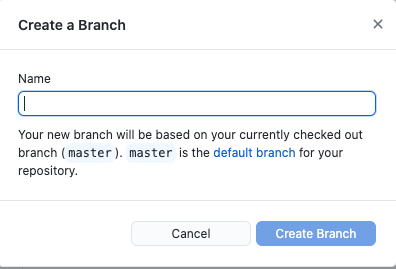 Create a Branch
Name
Your new branch will be based on your currently checked out
branch (master). master is the default branch for your
repository.
Cancel
Create Branch